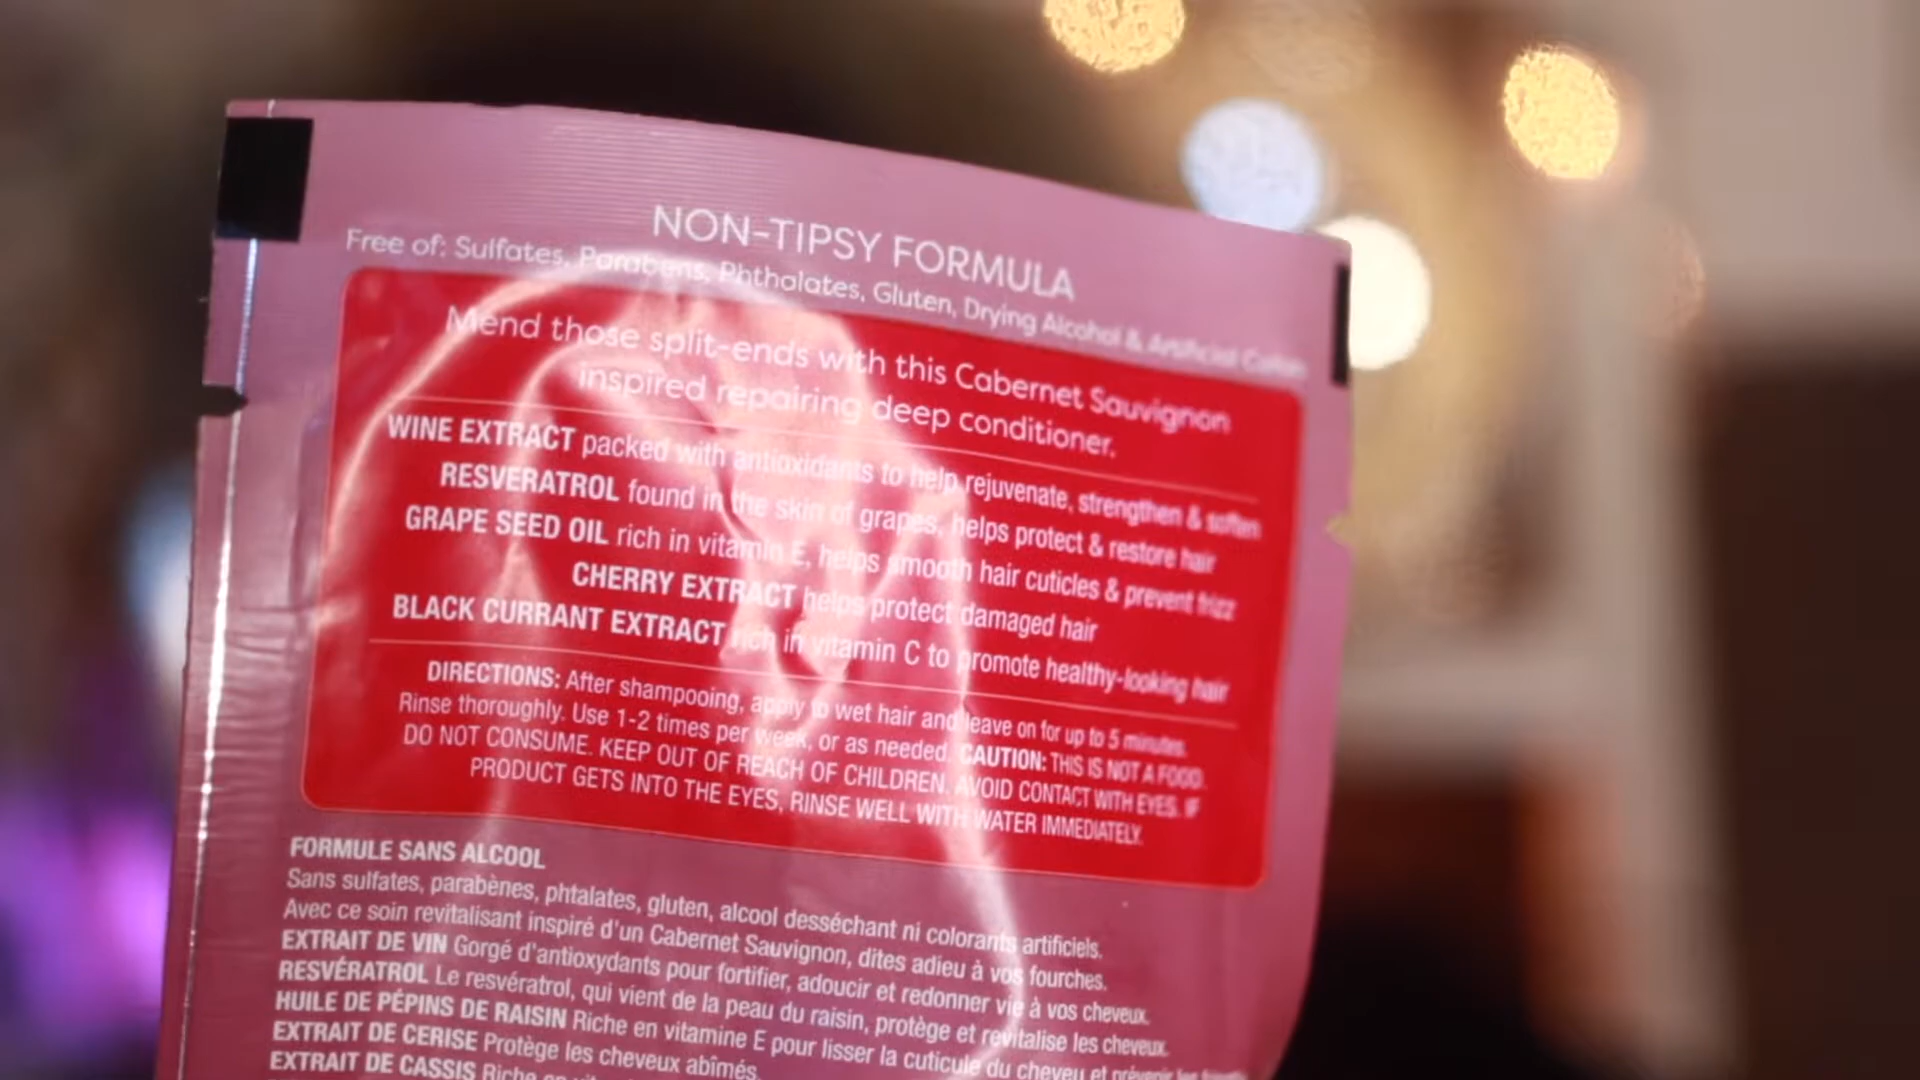 NON-TIPSY FORMULA
Free of: Sulfates, Parabens, Phthalates, Gluten, Drying Alcohol & Artificial Colors
Mend those split-ends with this Cabernet Sauvignon
inspired repairing deep conditioner.
WINE EXTRACT packed with antioxidants to help rejuvenate, strengthen & soften
RESVERATROL found in the skin of grapes, helps protect & restore hair
GRAPE SEED OIL rich in vitamin E, helps smooth hair cuticles & prevent frizz
CHERRY EXTRACT helps protect damaged hair
BLACK CURRANT EXTRACT rich in vitamin C to promote healthy-looking hair
DIRECTIONS: After shampooing, apply to wet hair and leave on for up to 5 minutes.
Rinse thoroughly. Use 1-2 times per week, or as needed. CAUTION: THIS IS NOT A FOOD.
DO NOT CONSUME. KEEP OUT OF REACH OF CHILDREN. AVOID CONTACT WITH EYES. IF
PRODUCT GETS INTO THE EYES, RINSE WELL WITH WATER IMMEDIATELY.
FORMULE SANS ALCOOL
Sans sulfates, parabènes, phtalates, gluten, alcool desséchant ni colorants artificiels.
Avec ce soin revitalisant inspiré d'un Cabernet Sauvignon, dites adieu à vos fourches.
EXTRAIT DE VIN Gorgé d'antioxydants pour fortifier, adoucir et redonner vie à vos cheveux.
RESVÉRATROL Le resvératrol, qui vient de la peau du raisin, protège et revitalise les cheveux.
HUILE DE PÉPINS DE RAISIN Riche en vitamine E pour lisser la cuticule du cheveu et prévenir les
EXTRAIT DE CERISE Protège les cheveux abîmés.
EXTRAIT DE CASSIS Riche en